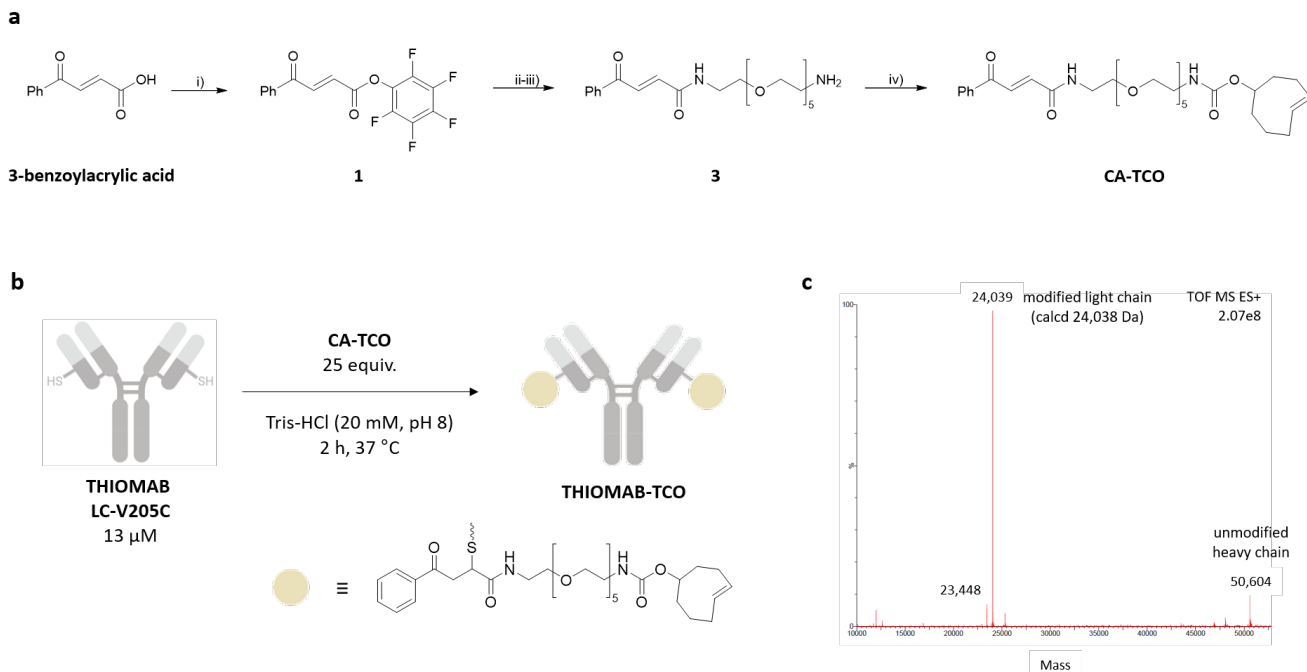 a
O
Ph
OH
O
i)
O
Ph
O
O
F
F
F
F
F
ii-iii)
O
Ph
O
H
N
O
5
NH2
iv)
O
Ph
O
H
N
O
5
H
N
O
O
3-benzoylacrylic acid
1
3
CA-TCO
b
HS
SH
CA-TCO
25 equiv.
Tris-HCl (20 mM, pH 8)
2 h, 37 °C
THIOMAB
LC-V205C
13 µM
THIOMAB-TCO
≡
O
S
O
H
N
O
5
H
N
O
O
c
100
24,039
modified light chain
(calcd 24,038 Da)
TOF MS ES+
2.07e8
23,448
unmodified
heavy chain
50,604
0
10000 15000 20000 25000 30000 35000 40000 45000 50000
Mass